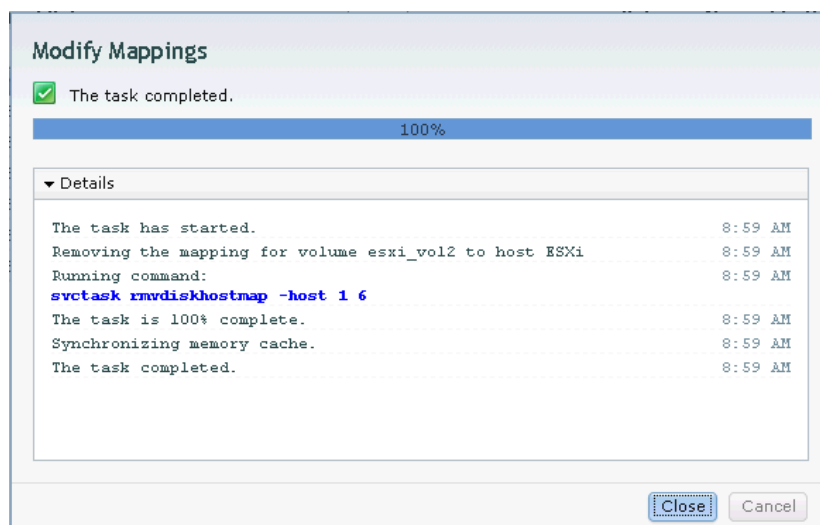 Modify Mappings
The task completed.
100%
Details
The task has started. 8:59 AM
Removing the mapping for volume esxi_vol2 to host ESXi 8:59 AM
Running command: 8:59 AM
svctask rmvdiskhostmap -host 1 6
The task is 100% complete. 8:59 AM
Synchronizing memory cache. 8:59 AM
The task completed. 8:59 AM
Close Cancel